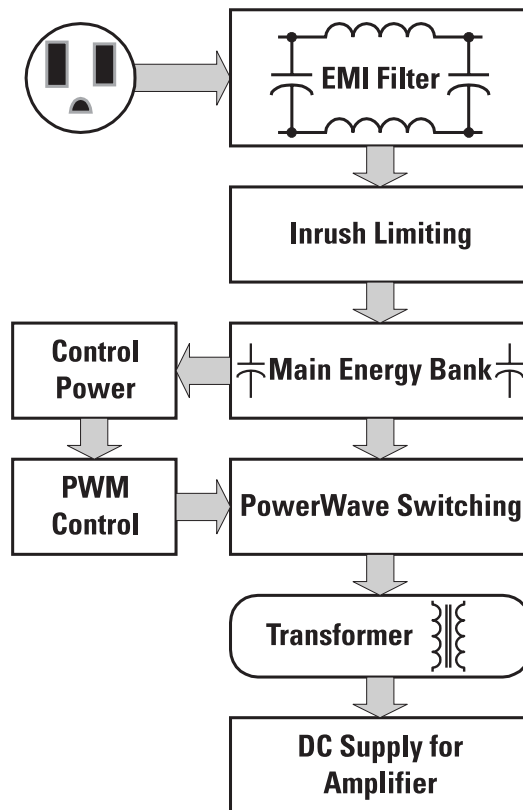 EMI Filter
Inrush Limiting
Control
Power
Main Energy Bank
PWM
Control
PowerWave Switching
Transformer
DC Supply for
Amplifier